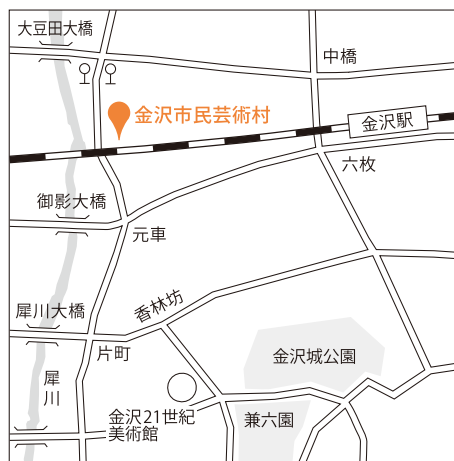 大豆田大橋
中橋
金沢市民芸術村
金沢駅
六枚
御影大橋
元車
香林坊
犀川大橋
片町
金沢城公園
犀川
金沢21世紀
美術館
兼六園